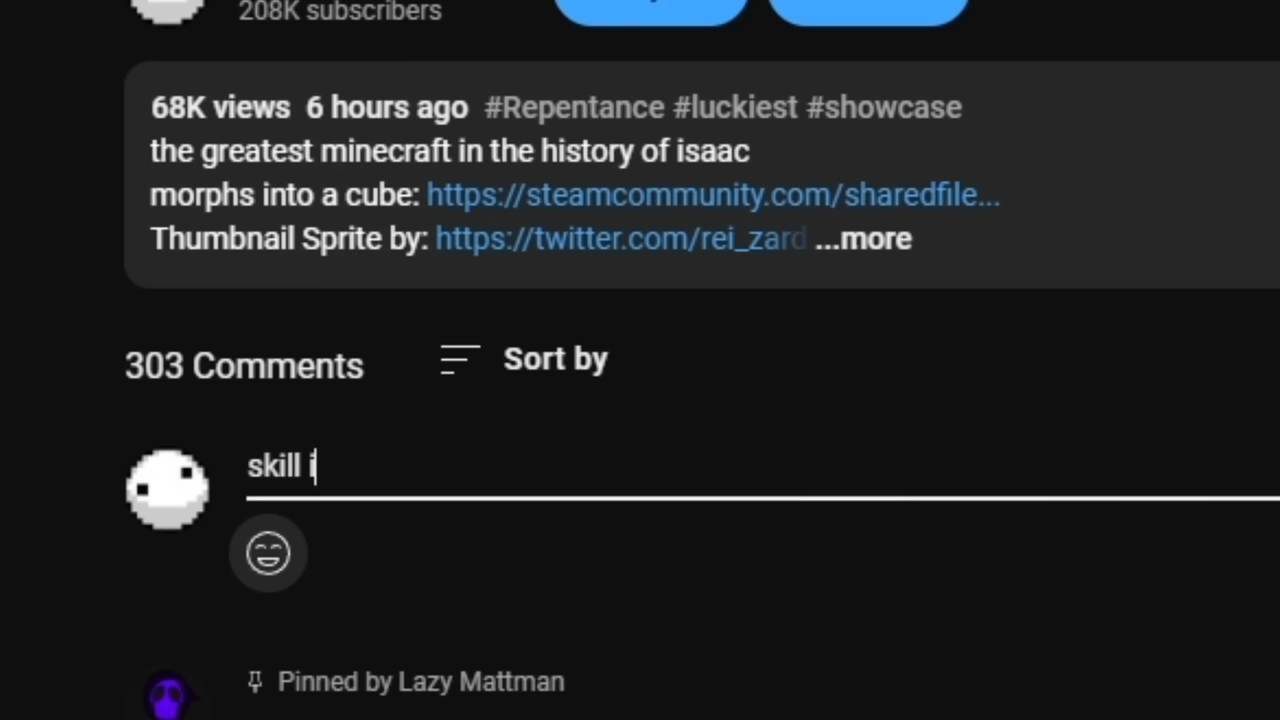 208K subscribers
68K views 6 hours ago #Repentance #luckiest #showcase
the greatest minecraft in the history of isaac
morphs into a cube: https://steamcommunity.com/sharedfile...
Thumbnail Sprite by: https://twitter.com/rei_zard ...more
303 Comments
Sort by
skill i
Pinned by Lazy Mattman